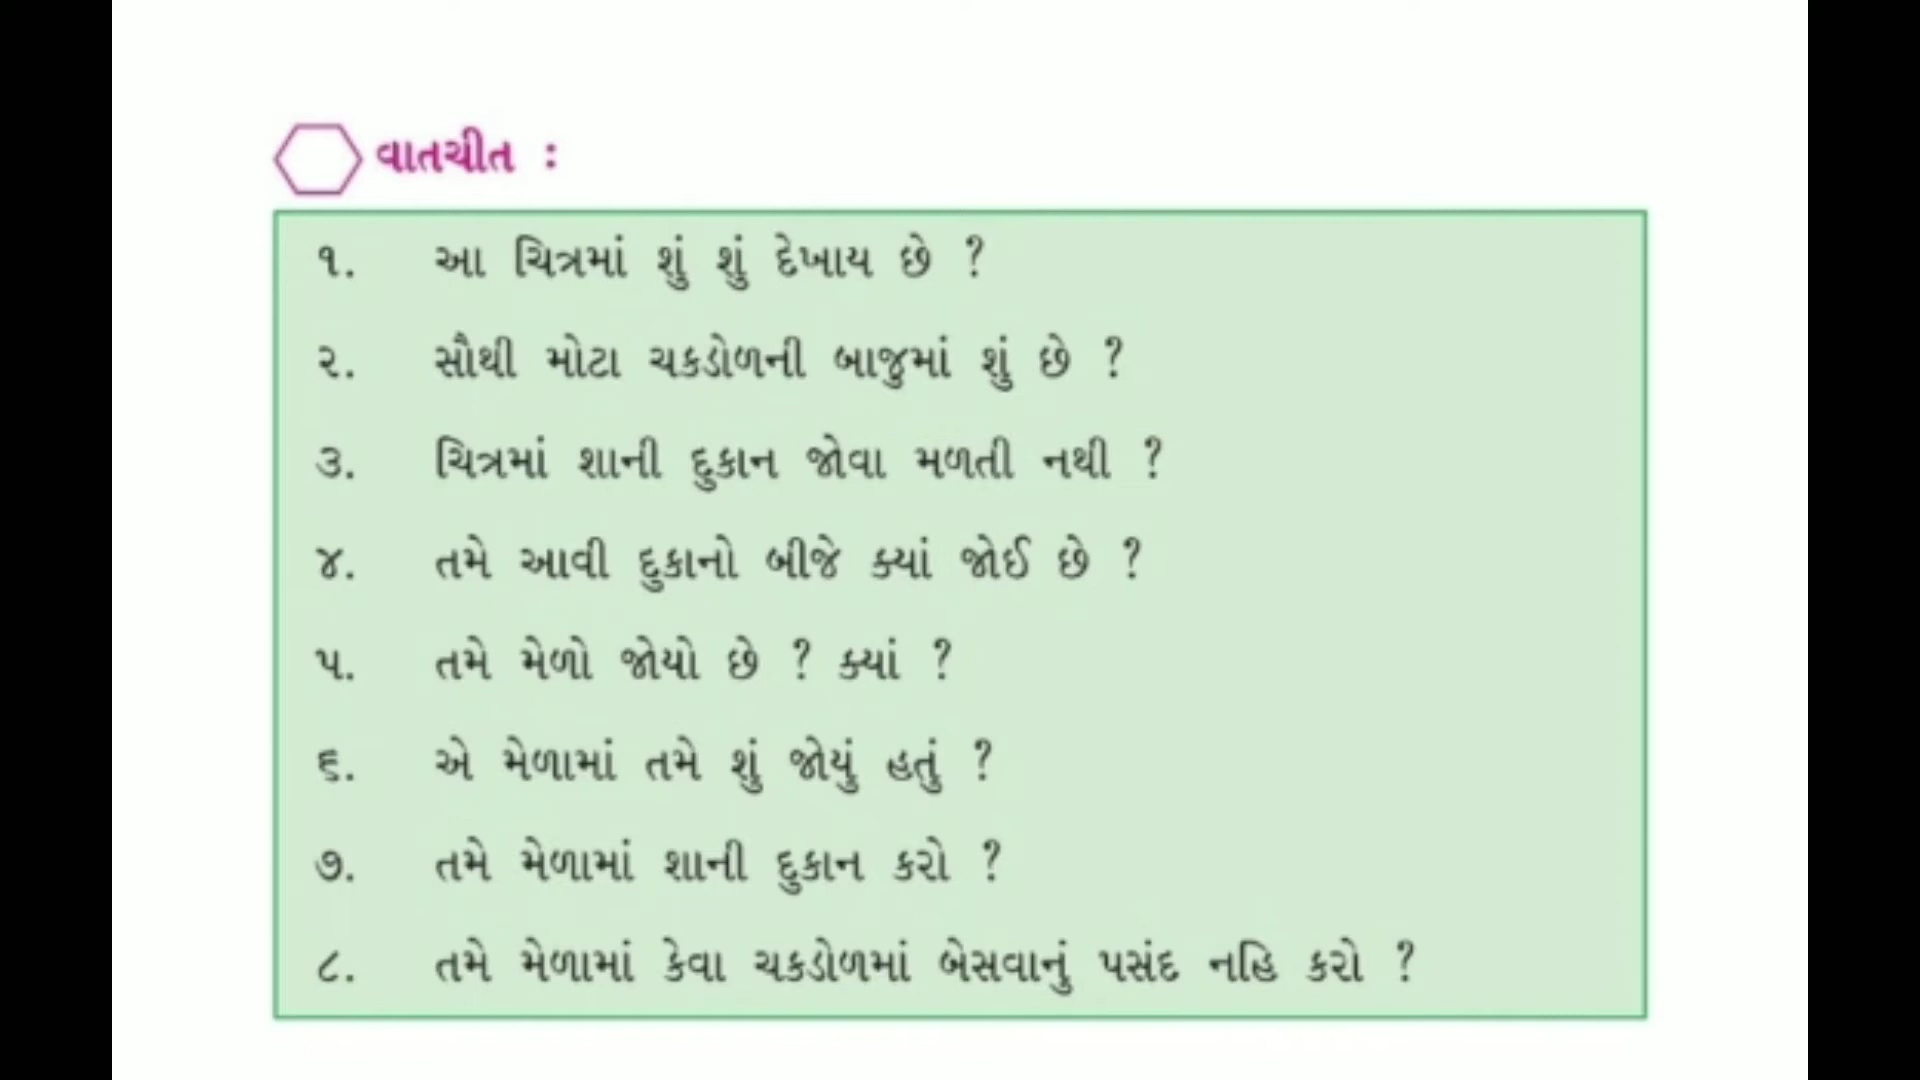 વાતચીત :
૧. આ ચિત્રમાં શું શું દેખાય છે ?
૨. સૌથી મોટા ચકડોળની બાજુમાં શું છે ?
૩. ચિત્રમાં શાની દુકાન જોવા મળતી નથી ?
૪. તમે આવી દુકાનો બીજે ક્યાં જોઈ છે ?
૫. તમે મેળો જોયો છે ? ક્યાં ?
૬. એ મેળામાં તમે શું જોયું હતું ?
૭. તમે મેળામાં શાની દુકાન કરો ?
૮. તમે મેળામાં કેવા ચકડોળમાં બેસવાનું પસંદ નહિ કરો ?